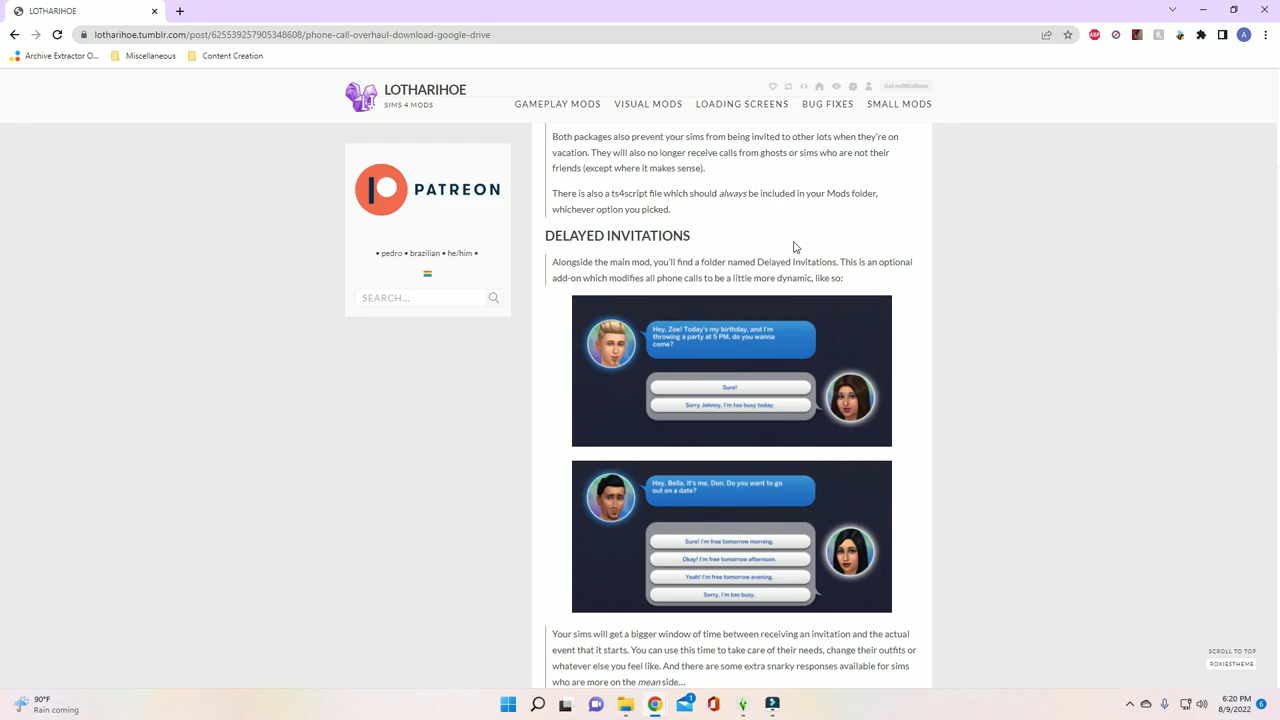 LOTHARIHOE
lotharihoe.tumblr.com/post/625539257905348608/phone-call-overhaul-download-google-drive
A
Archive Extractor O...
Miscellaneous
Content Creation
LOTHARIHOE
SIMS 4 MODS
Get notifications
GAMEPLAY MODS
VISUAL MODS
LOADING SCREENS
BUG FIXES
SMALL MODS
PATREON
• pedro • brazilian • he/him •
SEARCH...
Both packages also prevent your sims from being invited to other lots when they're on
vacation. They will also no longer receive calls from ghosts or sims who are not their
friends (except where it makes sense).
There is also a ts4script file which should always be included in your Mods folder,
whichever option you picked.
DELAYED INVITATIONS
Alongside the main mod, you'll find a folder named Delayed Invitations. This is an optional
add-on which modifies all phone calls to be a little more dynamic, like so:
Hey, Zoe! Today's my birthday, and I'm
throwing a party at 5 PM, do you wanna
come?
Sure!
Sorry Johnny, I'm too busy today.
Hey, Bella, it's me, Don. Do you want to go
out on a date?
Sure! I'm free tomorrow morning.
Okay! I'm free tomorrow afternoon.
Yeah! I'm free tomorrow evening.
Sorry, I'm too busy.
Your sims will get a bigger window of time between receiving an invitation and the actual
event that it starts. You can use this time to take care of their needs, change their outfits or
whatever else you feel like. And there are some extra snarky responses available for sims
who are more on the mean side...
SCROLL TO TOP
ROXIESTHEME
90°F
Rain coming
1
6:20 PM
8/9/2022
6